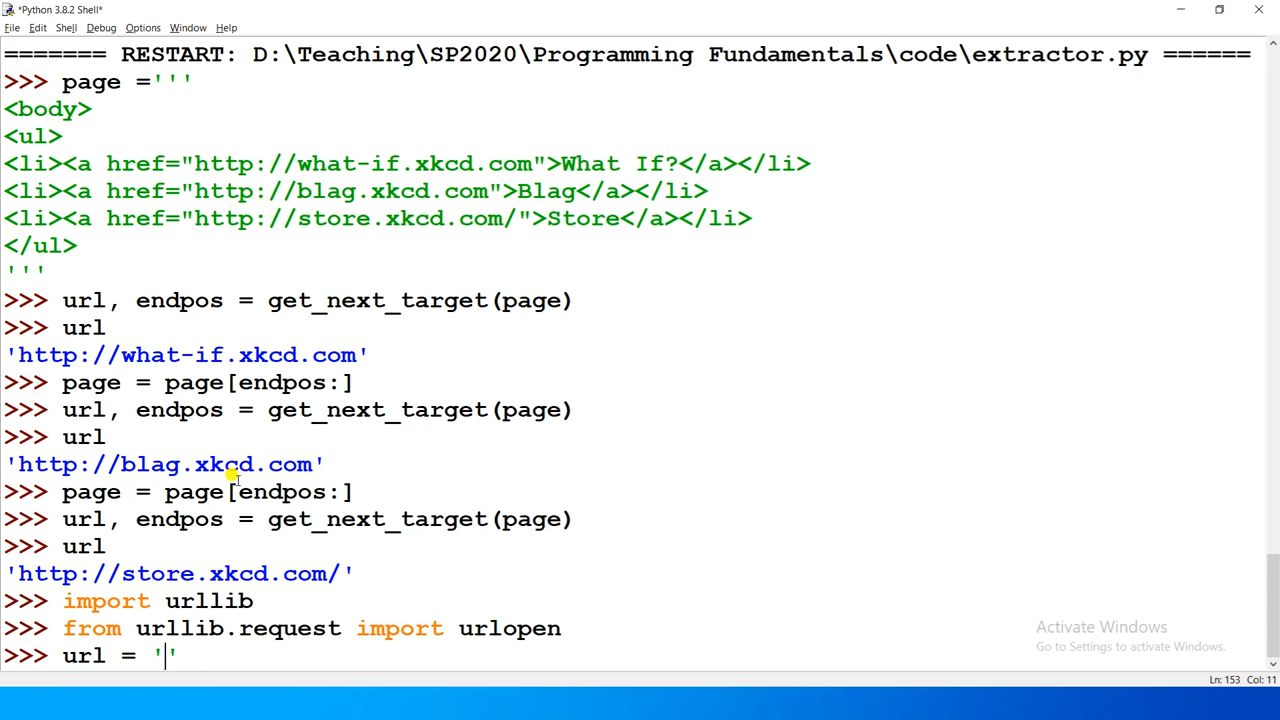 *Python 3.8.2 Shell*
File Edit Shell Debug Options Window Help
======= RESTART: D:\Teaching\SP2020\Programming Fundamentals\code\extractor.py ======
>>> page ='''
<body>
<ul>
<li><a href="http://what-if.xkcd.com">What If?</a></li>
<li><a href="http://blag.xkcd.com">Blag</a></li>
<li><a href="http://store.xkcd.com/">Store</a></li>
</ul>
'''
>>> url, endpos = get_next_target(page)
>>> url
'http://what-if.xkcd.com'
>>> page = page[endpos:]
>>> url, endpos = get_next_target(page)
>>> url
'http://blag.xkcd.com'
>>> page = page[endpos:]
>>> url, endpos = get_next_target(page)
>>> url
'http://store.xkcd.com/'
>>> import urllib
>>> from urllib.request import urlopen
>>> url = ''
Activate Windows
Go to Settings to activate Windows.
Ln: 153 Col: 11